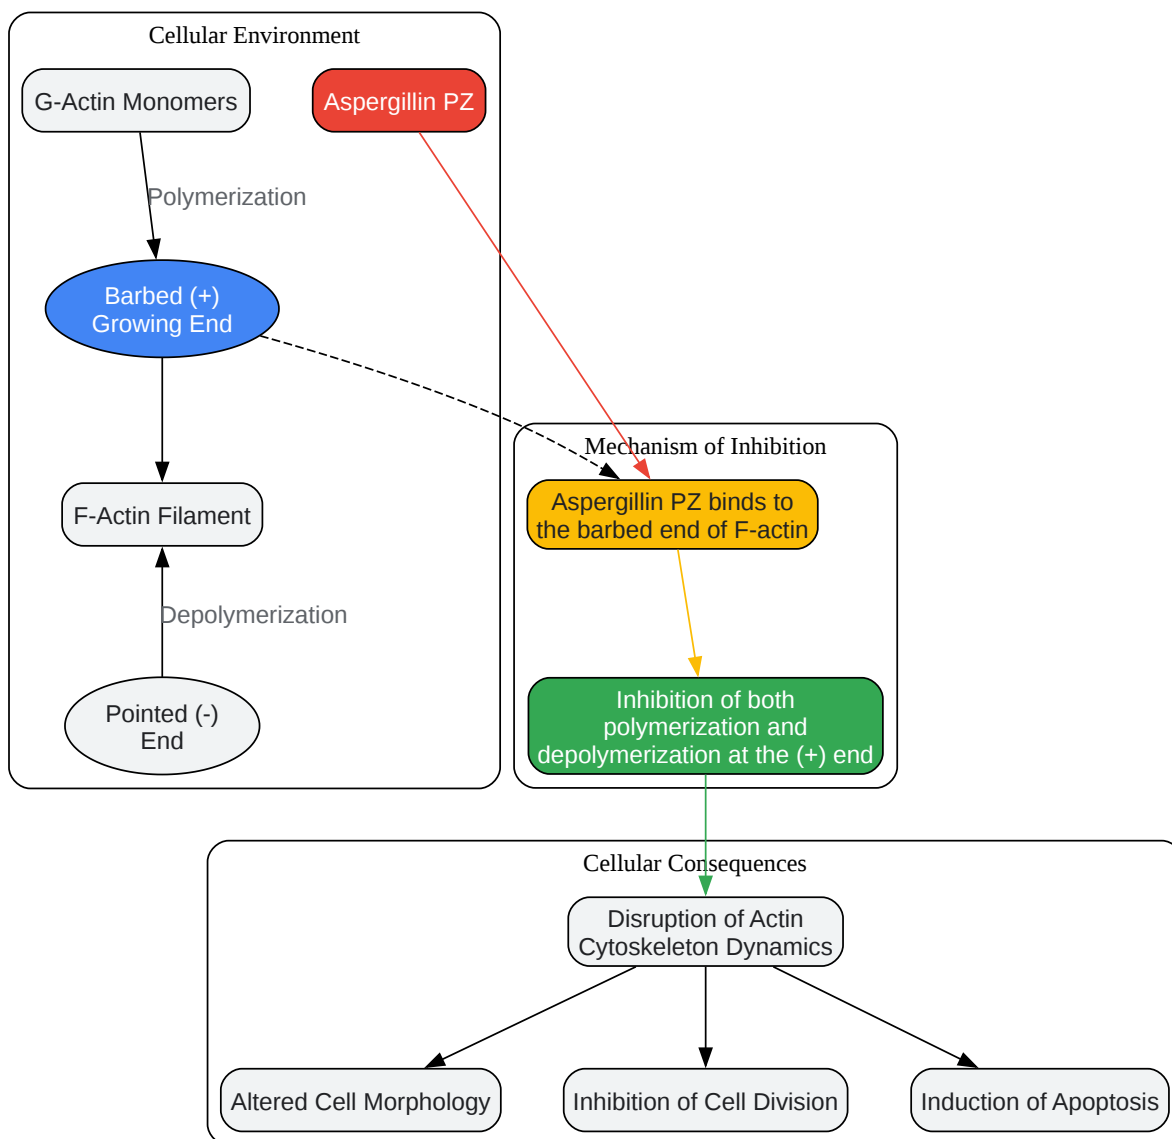 Cellular Environment
G-Actin Monomers
Aspergillin PZ
Polymerization
Barbed (+)
Growing End
F-Actin Filament
Depolymerization
Pointed (-)
End
Mechanism of Inhibition
Aspergillin PZ binds to
the barbed end of F-actin
Inhibition of both
polymerization and
depolymerization at the (+) end
Cellular Consequences
Disruption of Actin
Cytoskeleton Dynamics
Altered Cell Morphology
Inhibition of Cell Division
Induction of Apoptosis